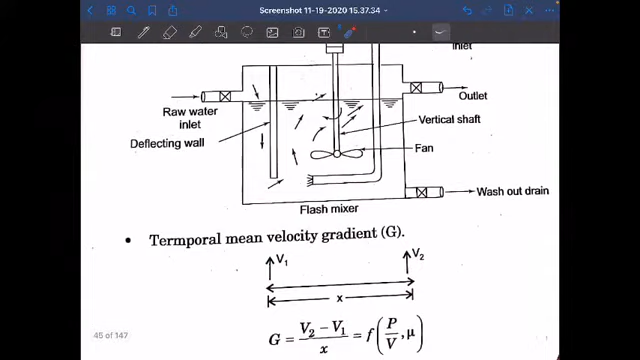 Screenshot 11-19-2020 15.37.34
inlet
Raw water
inlet
Outlet
Deflecting wall
Vertical shaft
Fan
Wash out drain
Flash mixer
• Termporal mean velocity gradient (G).
V₁
V₂
x
G = (V₂ – V₁)/x = f(P/V, μ)
45 of 147